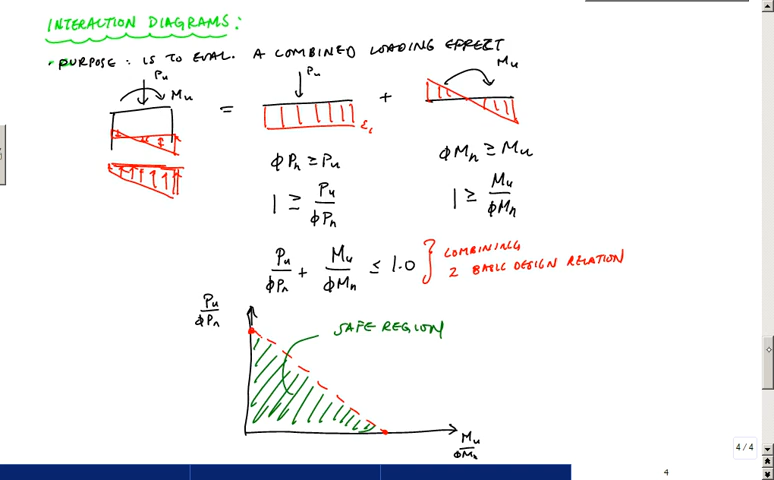 INTERACTION DIAGRAMS:
· PURPOSE: IS TO EVAL. A COMBINED LOADING EFFECT
Pu Mu = Pu εc + Mu
ϕPn ≥ Pu
ϕMn ≥ Mu
1 ≥ Pu/ϕPn
1 ≥ Mu/ϕMn
Pu/ϕPn + Mu/ϕMn ≤ 1.0 } COMBINING
2 BASIC DESIGN RELATION
Pu/ϕPn
SAFE REGION
Mu/ϕMn
4/4
4